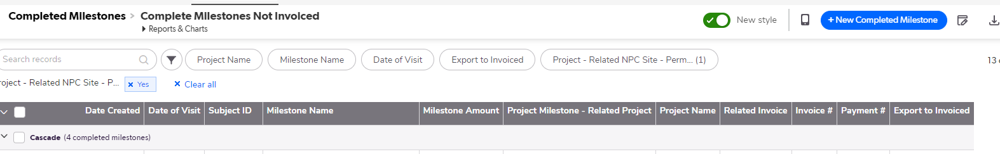 Completed Milestones > Complete Milestones Not Invoiced
Reports & Charts
New style
+ New Completed Milestone
Search records
Project Name
Milestone Name
Date of Visit
Export to Invoiced
Project - Related NPC Site - Perm... (1)
13
roject - Related NPC Site - P...
× Yes
× Clear all
Date Created Date of Visit Subject ID Milestone Name Milestone Amount Project Milestone - Related Project Project Name Related Invoice Invoice # Payment # Export to Invoiced
Cascade (4 completed milestones)